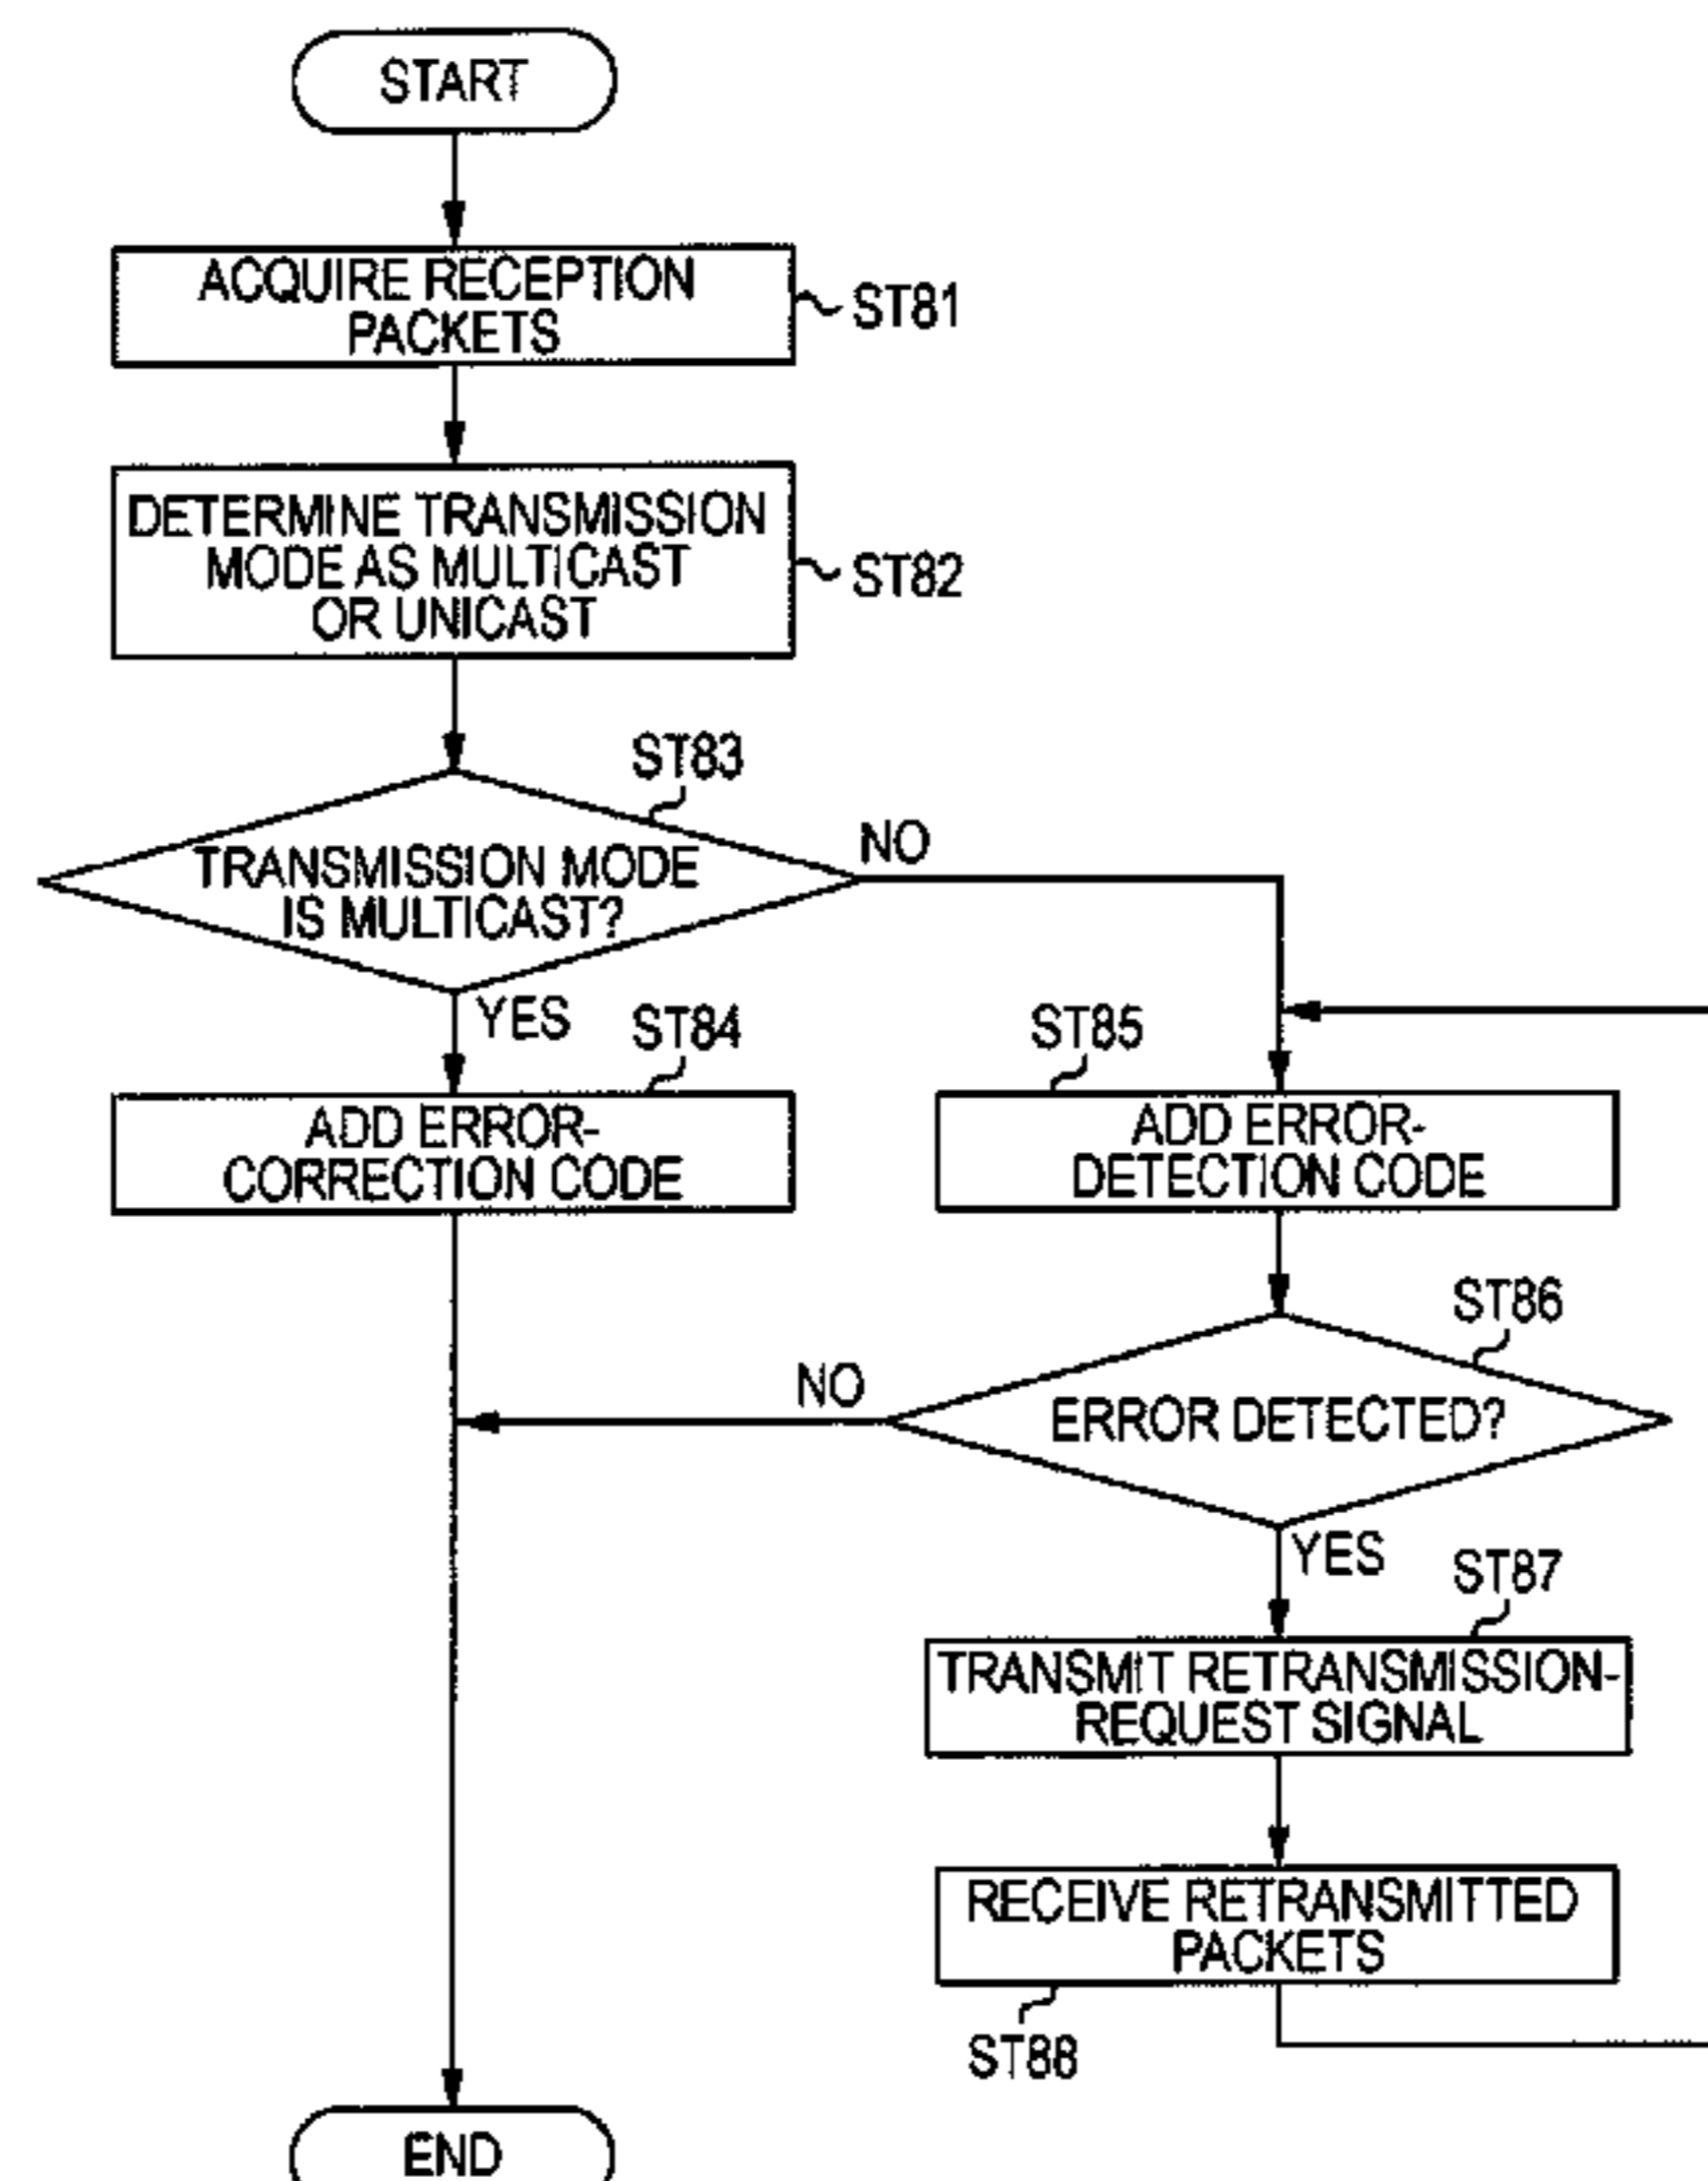 START
ACQUIRE RECEPTION
PACKETS
ST81
DETERMINE TRANSMISSION
MODE AS MULTICAST
OR UNICAST
ST82
ST83
TRANSMISSION MODE
IS MULTICAST?
NO
YES
ST84
ADD ERROR-
CORRECTION CODE
ST85
ADD ERROR-
DETECTION CODE
ST86
ERROR DETECTED?
NO
YES
ST87
TRANSMIT RETRANSMISSION-
REQUEST SIGNAL
RECEIVE RETRANSMITTED
PACKETS
ST88
END